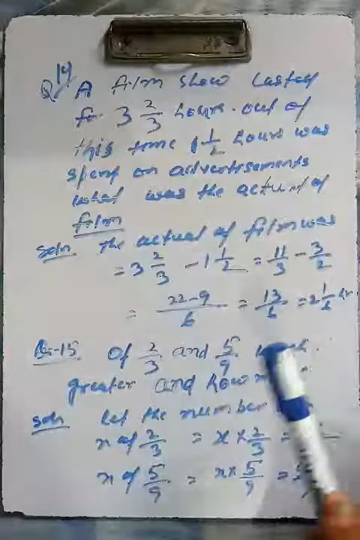 Q. 14 A film show lasted
for 3 2/3 hours. out of
this time 1 1/2 hours was
spent on advertisements
what was the actual of
film
Soln The actual of film was
= 3 2/3 - 1 1/2 = 11/3 - 3/2
= 22-9/6 = 13/6 = 2 1/6 hr
Q.-15 Of 2/3 and 5/9
greater and how
Soln Let the number
x of 2/3 = x × 2/3 =
x of 5/9 = x × 5/9 =